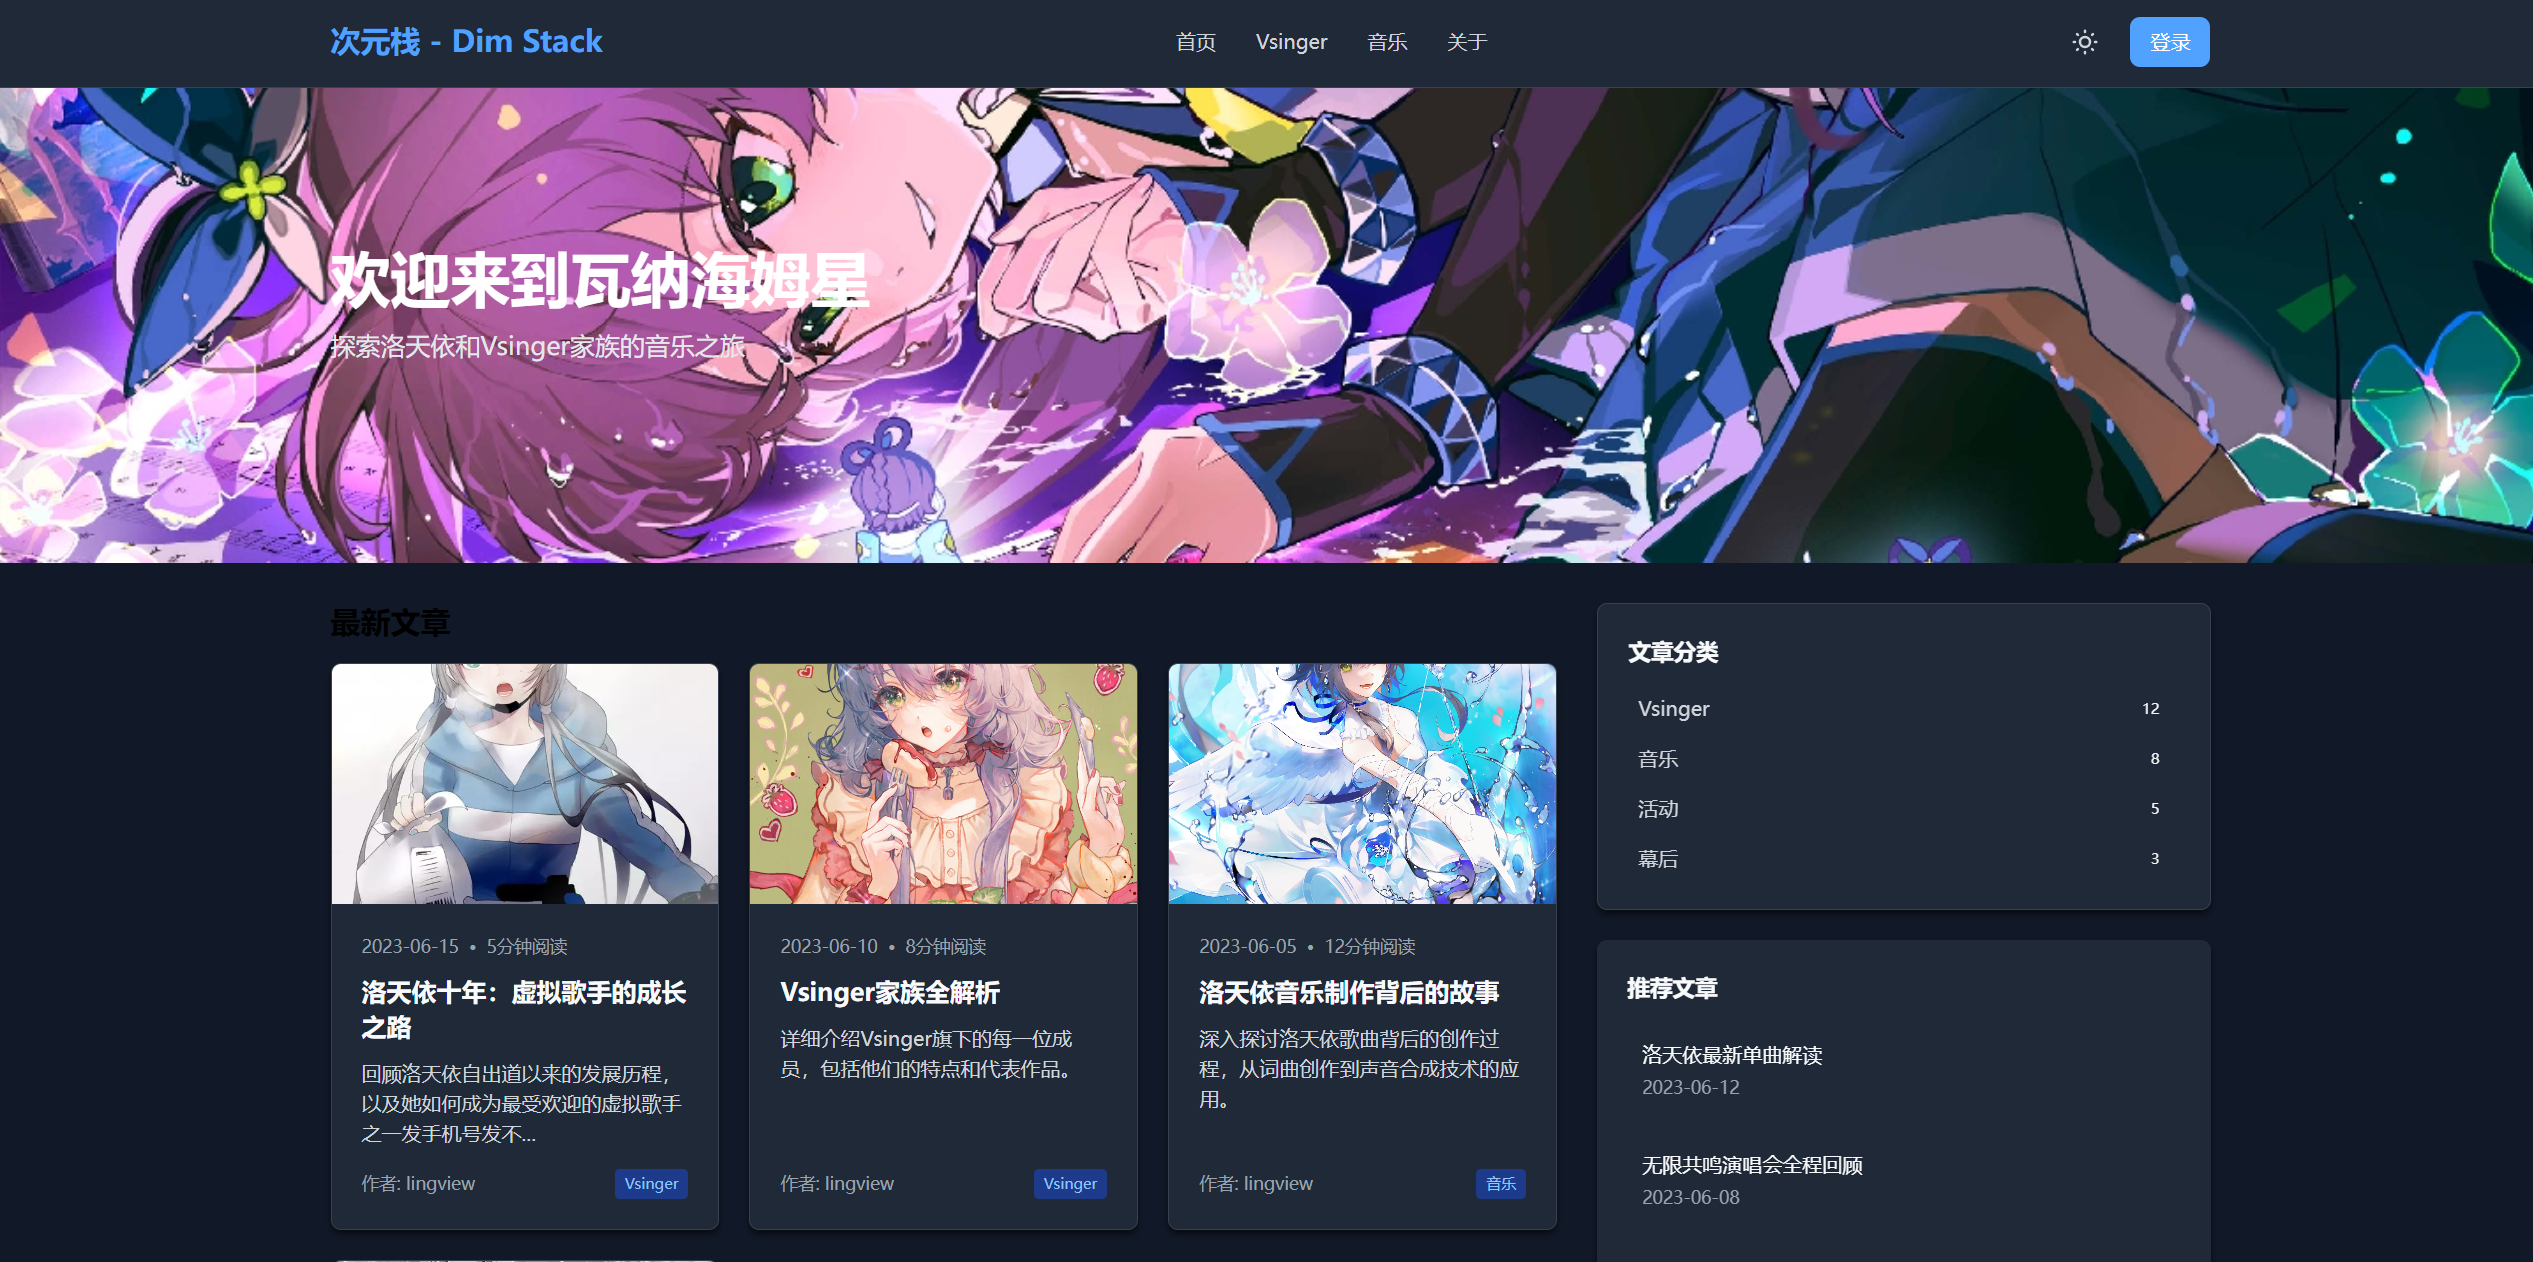 次元栈 - Dim Stack
首页 Vsinger 音乐 关于
登录
欢迎来到瓦纳海姆星
探索洛天依和Vsinger家族的音乐之旅
最新文章
2023-06-15 • 5分钟阅读
洛天依十年：虚拟歌手的成长
之路
回顾洛天依自出道以来的发展历程，
以及她如何成为最受欢迎的虚拟歌手
之一发手机号发不...
作者: lingview
Vsinger
2023-06-10 • 8分钟阅读
Vsinger家族全解析
详细介绍Vsinger旗下的每一位成
员，包括他们的特点和代表作品。
作者: lingview
Vsinger
2023-06-05 • 12分钟阅读
洛天依音乐制作背后的故事
深入探讨洛天依歌曲背后的创作过
程，从词曲创作到声音合成技术的应
用。
作者: lingview
音乐
文章分类
Vsinger 12
音乐 8
活动 5
幕后 3
推荐文章
洛天依最新单曲解读
2023-06-12
无限共鸣演唱会全程回顾
2023-06-08